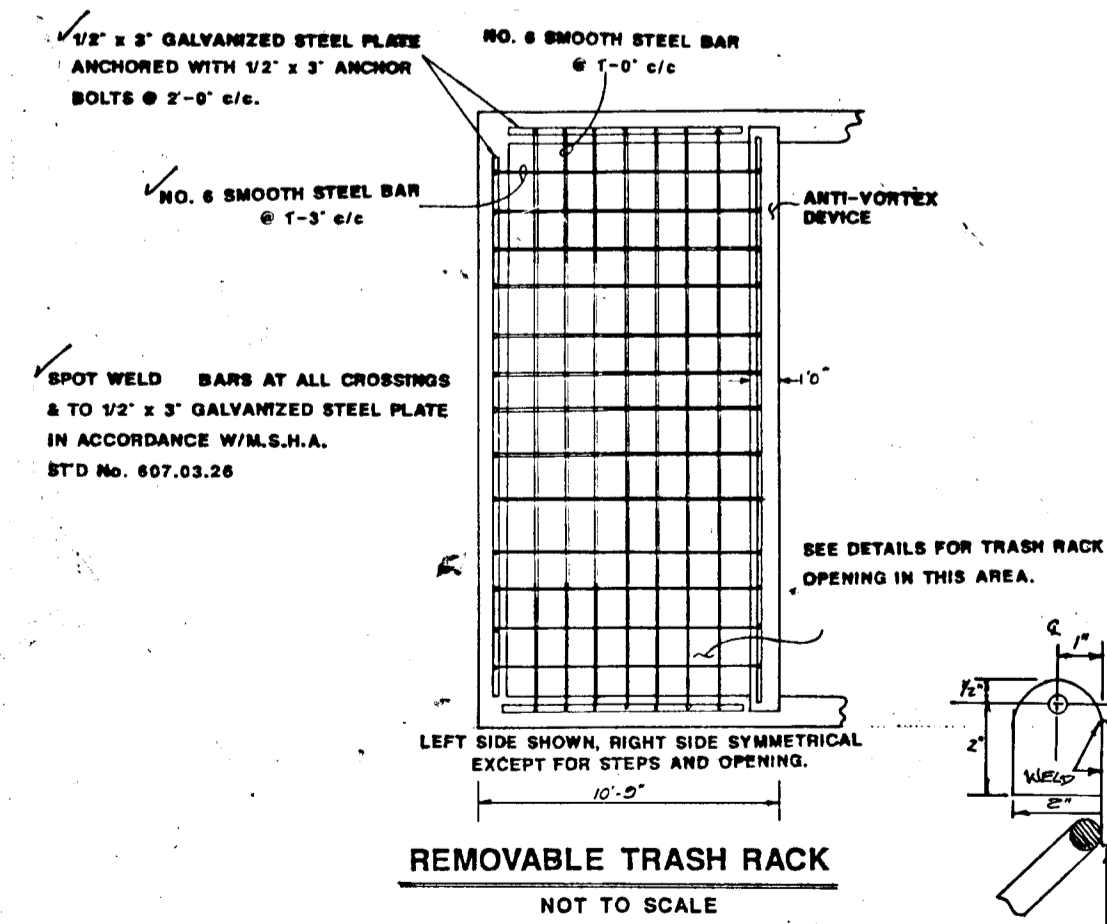 1/2" x 3" GALVANIZED STEEL PLATE
ANCHORED WITH 1/2" x 3" ANCHOR
BOLTS @ 2'-0" c/c.
NO. 6 SMOOTH STEEL BAR
@ 1'-0" c/c
NO. 6 SMOOTH STEEL BAR
@ 1'-3" c/c
ANTI-VORTEX
DEVICE
SPOT WELD BARS AT ALL CROSSINGS
& TO 1/2" x 3" GALVANIZED STEEL PLATE
IN ACCORDANCE W/M.S.H.A.
ST'D No. 607.03.26
1'0"
SEE DETAILS FOR TRASH RACK
OPENING IN THIS AREA.
LEFT SIDE SHOWN, RIGHT SIDE SYMMETRICAL
EXCEPT FOR STEPS AND OPENING.
10'-9"
REMOVABLE TRASH RACK
NOT TO SCALE
1"
1/2"
2"
WELD
2"